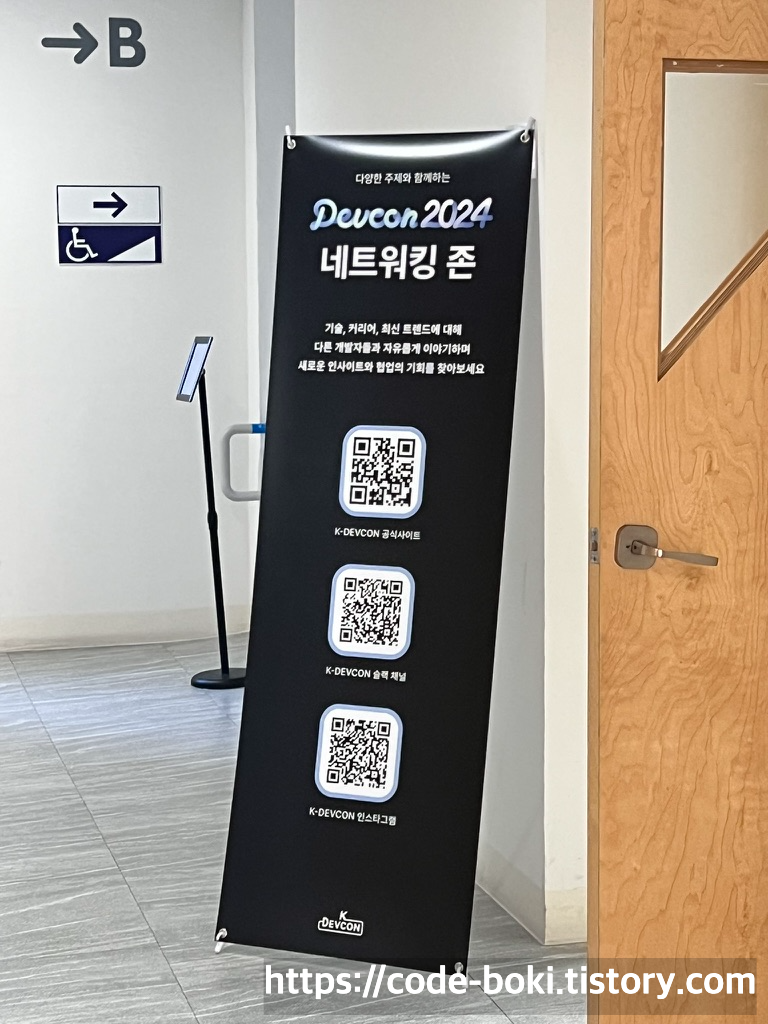 →B
→
다양한 주제와 함께하는
Devcon 2024
네트워킹 존
기술, 커리어, 최신 트렌드에 대해
다른 개발자들과 자유롭게 이야기하며
새로운 인사이트와 협업의 기회를 찾아보세요
K-DEVCON 공식사이트
K-DEVCON 슬랙 채널
K-DEVCON 인스타그램
K
DEVCON
https://code-boki.tistory.com